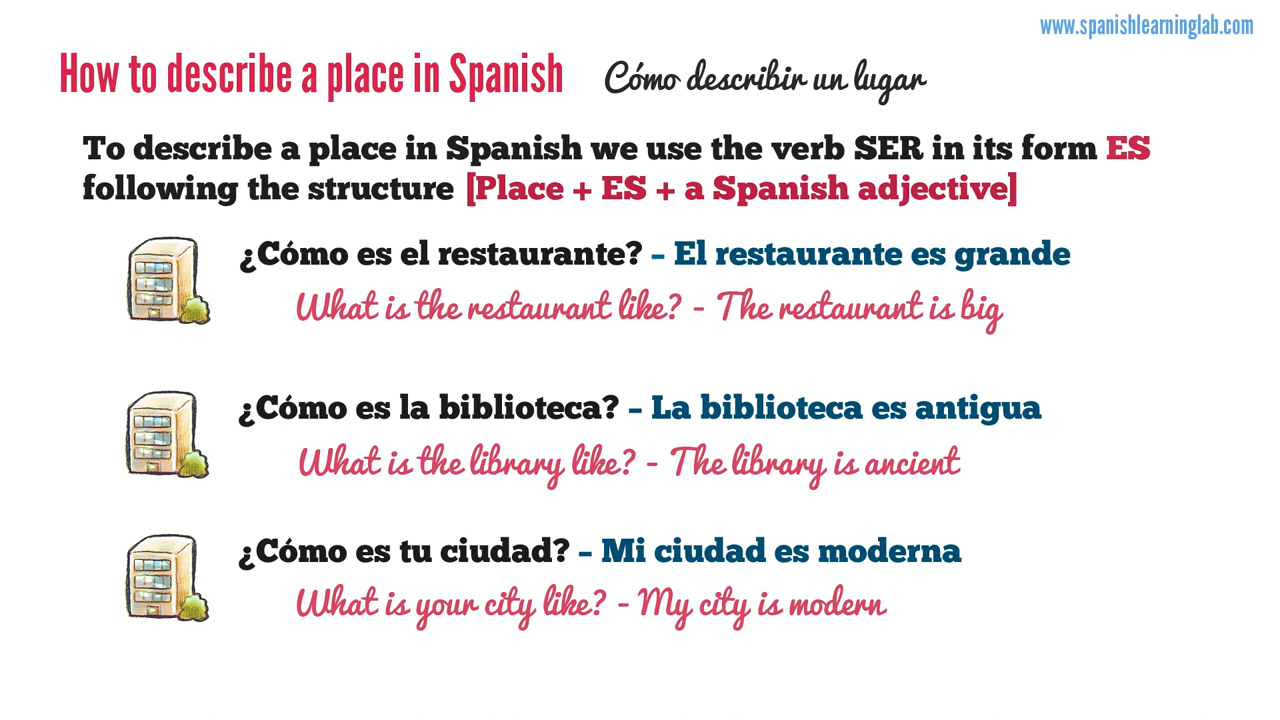 www.spanishlearninglab.com
How to describe a place in Spanish Cómo describir un lugar
To describe a place in Spanish we use the verb SER in its form ES
following the structure [Place + ES + a Spanish adjective]
¿Cómo es el restaurante? – El restaurante es grande
What is the restaurant like? - The restaurant is big
¿Cómo es la biblioteca? – La biblioteca es antigua
What is the library like? - The library is ancient
¿Cómo es tu ciudad? – Mi ciudad es moderna
What is your city like? - My city is modern